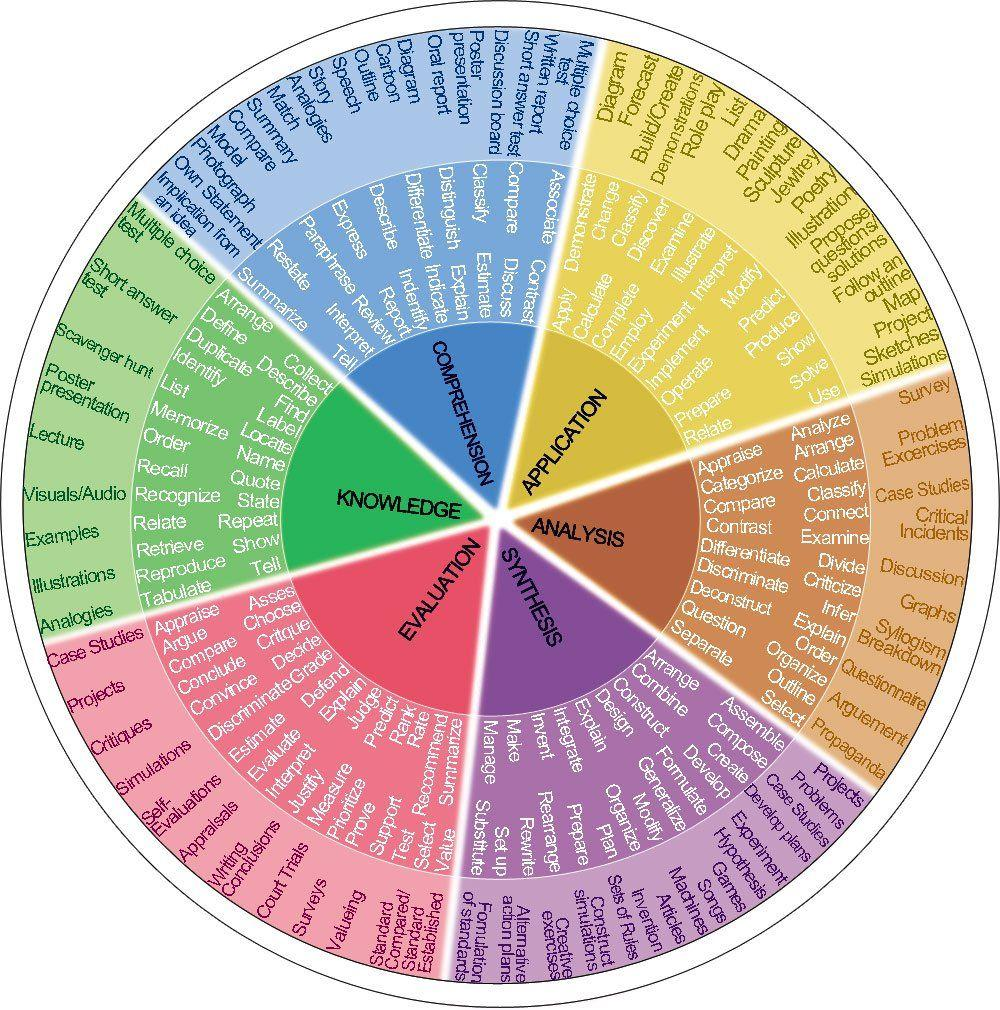 COMPREHENSION
Summarize
Restate
Paraphrase
Express
Describe
Differentiate
Distinguish
Classify
Compare
Associate
Tell
Interpret
Review
Report
Indentify
Indicate
Explain
Estimate
Discuss
Contrast
Implication from
an idea
Own Statement
Photograph
Model
Compare
Summary
Match
Analogies
Story
Speech
Outline
Cartoon
Diagram
Oral report
Poster
presentation
Discussion board
Short answer test
Written report
Multiple choice
test
APPLICATION
Demonstrate
Change
Classify
Discover
Examine
Illustrate
Interpret
Modify
Predict
Produce
Show
Solve
Use
Apply
Calculate
Complete
Employ
Experiment
Implement
Operate
Prepare
Relate
Diagram
Forecast
Build/Create
Demonstrations
Role play
List
Drama
Painting
Sculpture
Jewlrey
Poetry
Illustration
Propose
questions/
solutions
Follow an
outline
Map
Project
Sketches
Simulations
ANALYSIS
Appraise
Categorize
Compare
Contrast
Differentiate
Discriminate
Deconstruct
Question
Separate
Analyze
Arrange
Calculate
Classify
Connect
Examine
Divide
Criticize
Infer
Explain
Order
Organize
Outline
Select
Survey
Problem
Excercises
Case Studies
Critical
Incidents
Discussion
Graphs
Syllogism
Breakdown
Questionnaire
Arguement
Propaganda
SYNTHESIS
Arrange
Combine
Construct
Design
Explain
Integrate
Invent
Make
Manage
Assemble
Compose
Create
Develop
Formulate
Generalize
Modify
Organize
Plan
Prepare
Rearrange
Rewrite
Set up
Substitute
Projects
Problems
Case Studies
Develop plans
Experiment
Hypothesis
Games
Songs
Machines
Articles
Invention
Sets of Rules
Construct
simulations
Creative
exercises
Alternative
action plans
Formulation
of standards
EVALUATION
Asses
Choose
Critque
Decide
Grade
Defend
Explain
Judge
Predict
Rank
Rate
Reccommend
Summarize
Appraise
Argue
Compare
Conclude
Convince
Discriminate
Estimate
Evaluate
Interpret
Justify
Measure
Prioritize
Prove
Support
Test
Select
Value
Case Studies
Projects
Critiques
Simulations
Self-
Evaluations
Appraisals
Writing
Conclusions
Court Trials
Surveys
Valueing
Standard
Compared/
Standard
Established
KNOWLEDGE
Arrange
Define
Duplicate
Identify
List
Memorize
Order
Recall
Recognize
Relate
Retrieve
Reproduce
Tabulate
Collect
Describe
Find
Label
Locate
Name
Quote
State
Repeat
Show
Tell
Multiple choice
test
Short answer
test
Scavenger hunt
Poster
presentation
Lecture
Visuals/Audio
Examples
Illustrations
Analogies